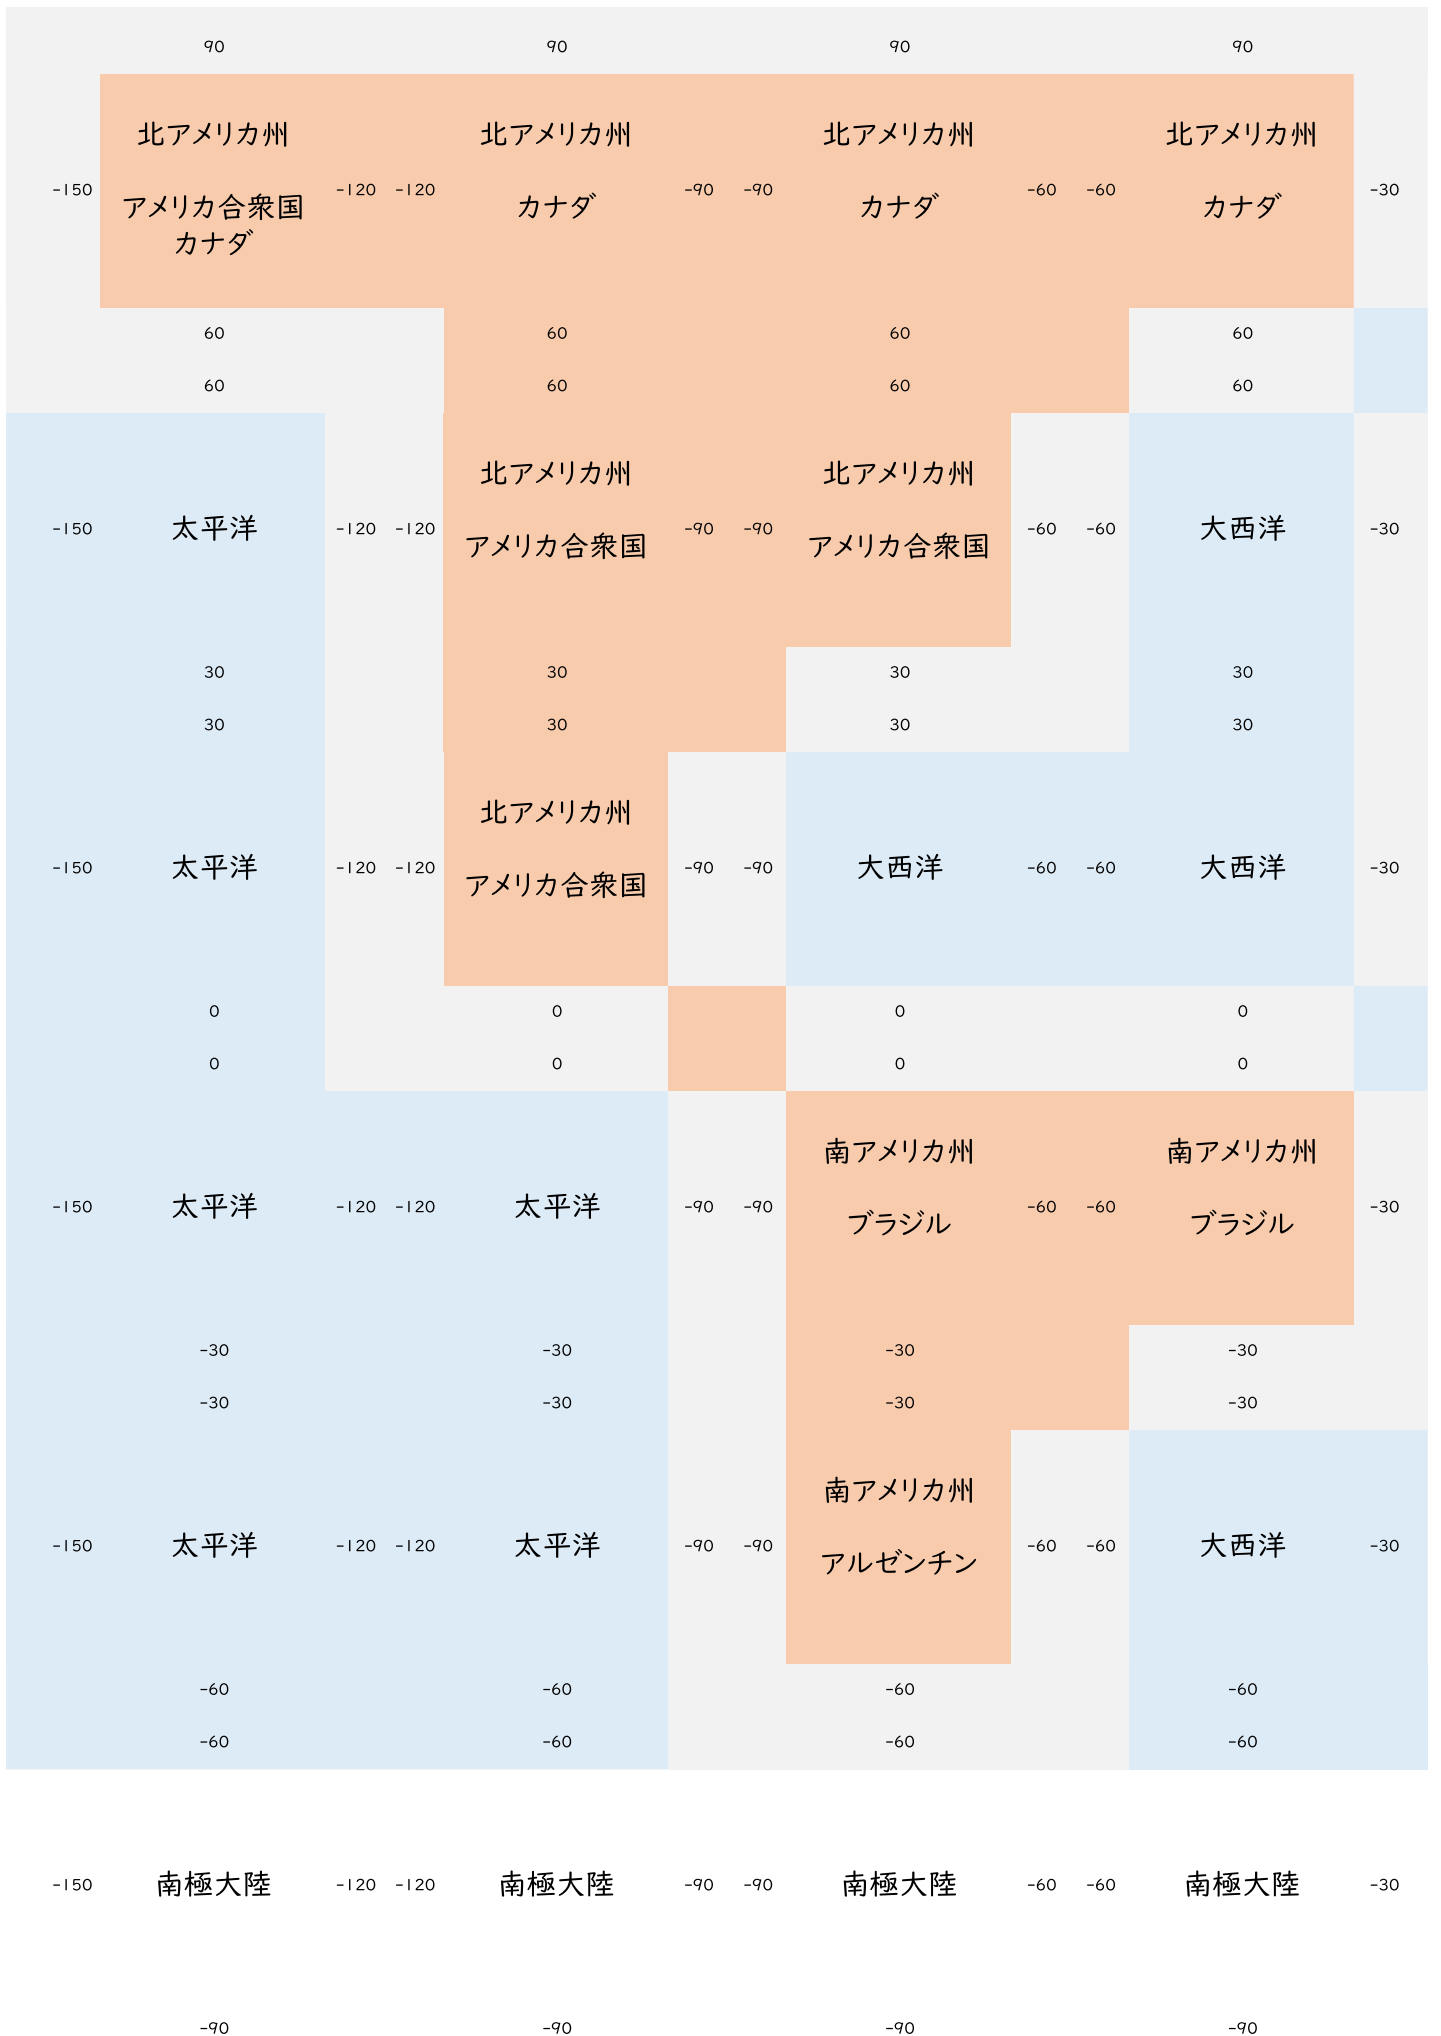 90 90 90 90
北アメリカ州 北アメリカ州 北アメリカ州 北アメリカ州
-150 -120 -120 -90 -90 -60 -60 -30
アメリカ合衆国 カナダ カナダ カナダ
カナダ
60 60 60 60
60 60 60 60
北アメリカ州 北アメリカ州
-150 太平洋 -120 -120 -90 -90 -60 -60 大西洋 -30
アメリカ合衆国 アメリカ合衆国
30 30 30 30
30 30 30 30
北アメリカ州
-150 太平洋 -120 -120 -90 -90 大西洋 -60 -60 大西洋 -30
アメリカ合衆国
0 0 0 0
0 0 0 0
南アメリカ州 南アメリカ州
-150 太平洋 -120 -120 太平洋 -90 -90 -60 -60 -30
ブラジル ブラジル
-30 -30 -30 -30
-30 -30 -30 -30
南アメリカ州
-150 太平洋 -120 -120 太平洋 -90 -90 -60 -60 大西洋 -30
アルゼンチン
-60 -60 -60 -60
-60 -60 -60 -60
-150 南極大陸 -120 -120 南極大陸 -90 -90 南極大陸 -60 -60 南極大陸 -30
-90 -90 -90 -90